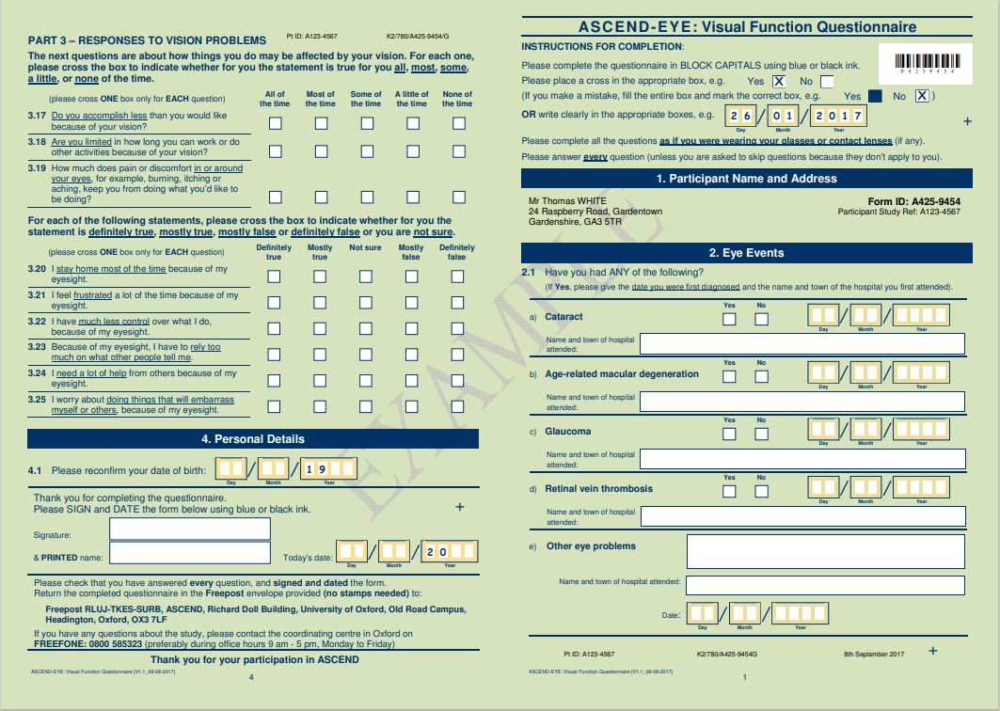 PART 3 – RESPONSES TO VISION PROBLEMS
Pt ID: A123-4567
K2/780/A425-9454/G
The next questions are about how things you do may be affected by your vision. For each one,
please cross the box to indicate whether for you the statement is true for you all, most, some,
a little, or none of the time.
(please cross ONE box only for EACH question)
All of the time
Most of the time
Some of the time
A little of the time
None of the time
3.17 Do you accomplish less than you would like
because of your vision?
3.18 Are you limited in how long you can work or do
other activities because of your vision?
3.19 How much does pain or discomfort in or around
your eyes, for example, burning, itching or
aching, keep you from doing what you'd like to
be doing?
For each of the following statements, please cross the box to indicate whether for you the
statement is definitely true, mostly true, mostly false or definitely false or you are not sure.
(please cross ONE box only for EACH question)
Definitely true
Mostly true
Not sure
Mostly false
Definitely false
3.20 I stay home most of the time because of my
eyesight.
3.21 I feel frustrated a lot of the time because of my
eyesight.
3.22 I have much less control over what I do,
because of my eyesight.
3.23 Because of my eyesight, I have to rely too
much on what other people tell me.
3.24 I need a lot of help from others because of my
eyesight.
3.25 I worry about doing things that will embarrass
myself or others, because of my eyesight.
4. Personal Details
4.1 Please reconfirm your date of birth: / / 1 9
Day Month Year
Thank you for completing the questionnaire.
Please SIGN and DATE the form below using blue or black ink.
+
Signature:
& PRINTED name:
Today's date: / / 2 0
Day Month Year
Please check that you have answered every question, and signed and dated the form.
Return the completed questionnaire in the Freepost envelope provided (no stamps needed) to:
Freepost RLUJ-TKES-SURB, ASCEND, Richard Doll Building, University of Oxford, Old Road Campus,
Headington, Oxford, OX3 7LF
If you have any questions about the study, please contact the coordinating centre in Oxford on
FREEFONE: 0800 585323 (preferably during office hours 9 am - 5 pm, Monday to Friday)
Thank you for your participation in ASCEND
ASCEND-EYE: Visual Function Questionnaire [V1.1_08-08-2017]
4
ASCEND-EYE: Visual Function Questionnaire
INSTRUCTIONS FOR COMPLETION:
Please complete the questionnaire in BLOCK CAPITALS using blue or black ink.
Please place a cross in the appropriate box, e.g. Yes X No
(If you make a mistake, fill the entire box and mark the correct box, e.g. Yes No X )
04259454
OR write clearly in the appropriate boxes, e.g. 2 6 / 0 1 / 2 0 1 7
Day Month Year
+
Please complete all the questions as if you were wearing your glasses or contact lenses (if any).
Please answer every question (unless you are asked to skip questions because they don't apply to you).
1. Participant Name and Address
Mr Thomas WHITE
24 Raspberry Road, Gardentown
Gardenshire, GA3 5TR
Form ID: A425-9454
Participant Study Ref: A123-4567
2. Eye Events
2.1 Have you had ANY of the following?
(If Yes, please give the date you were first diagnosed and the name and town of the hospital you first attended).
Yes No
a) Cataract / /
Day Month Year
Name and town of hospital
attended:
Yes No
b) Age-related macular degeneration / /
Day Month Year
Name and town of hospital
attended:
Yes No
c) Glaucoma / /
Day Month Year
Name and town of hospital
attended:
Yes No
d) Retinal vein thrombosis / /
Day Month Year
Name and town of hospital
attended:
e) Other eye problems
Name and town of hospital attended:
Date: / /
Day Month Year
Pt ID: A123-4567
K2/780/A425-9454G
8th September 2017
+
ASCEND-EYE: Visual Function Questionnaire [V1.1_08-08-2017]
1
EXAMPLE